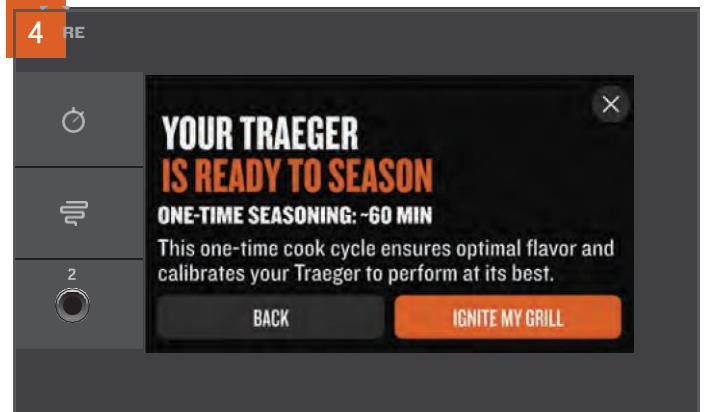 4
RE
YOUR TRAEGER
IS READY TO SEASON
ONE-TIME SEASONING: ~60 MIN
This one-time cook cycle ensures optimal flavor and
calibrates your Traeger to perform at its best.
2
BACK
IGNITE MY GRILL